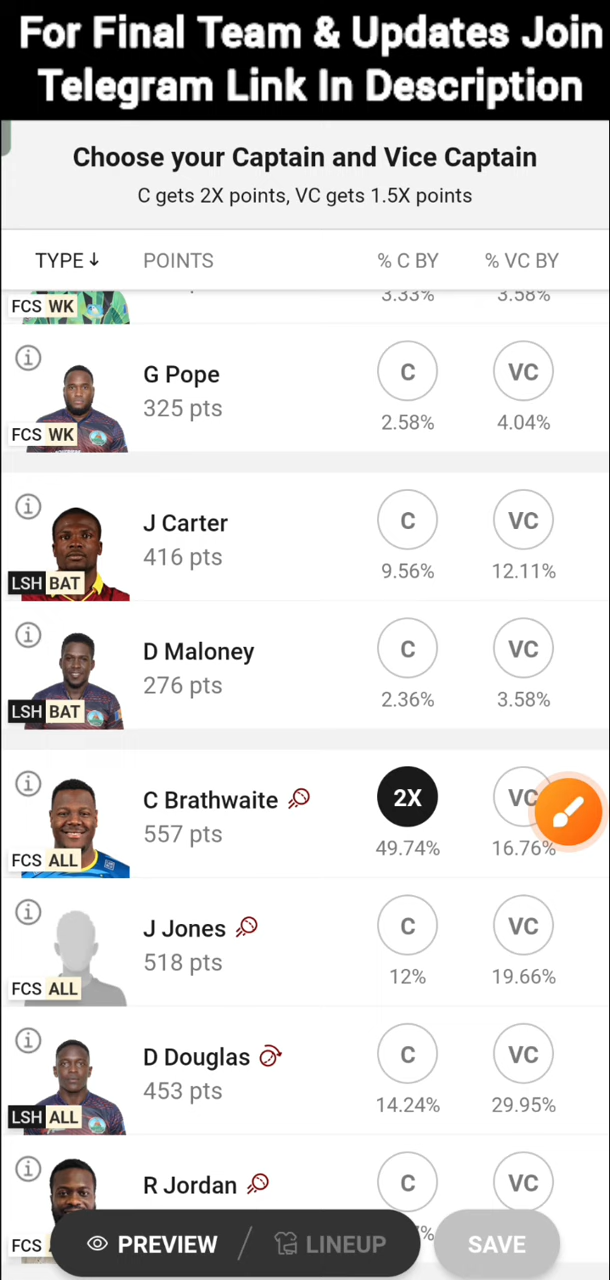 For Final Team & Updates Join
Telegram Link In Description
Choose your Captain and Vice Captain
C gets 2X points, VC gets 1.5X points
TYPE↓ POINTS % C BY % VC BY
FCS WK 3.33% 3.58%
G Pope C VC
325 pts
FCS WK 2.58% 4.04%
J Carter C VC
416 pts
LSH BAT 9.56% 12.11%
D Maloney C VC
276 pts
LSH BAT 2.36% 3.58%
C Brathwaite 2X VC
557 pts
FCS ALL 49.74% 16.76%
J Jones C VC
518 pts
FCS ALL 12% 19.66%
D Douglas C VC
453 pts
LSH ALL 14.24% 29.95%
R Jordan C VC
FCS
PREVIEW / LINEUP SAVE